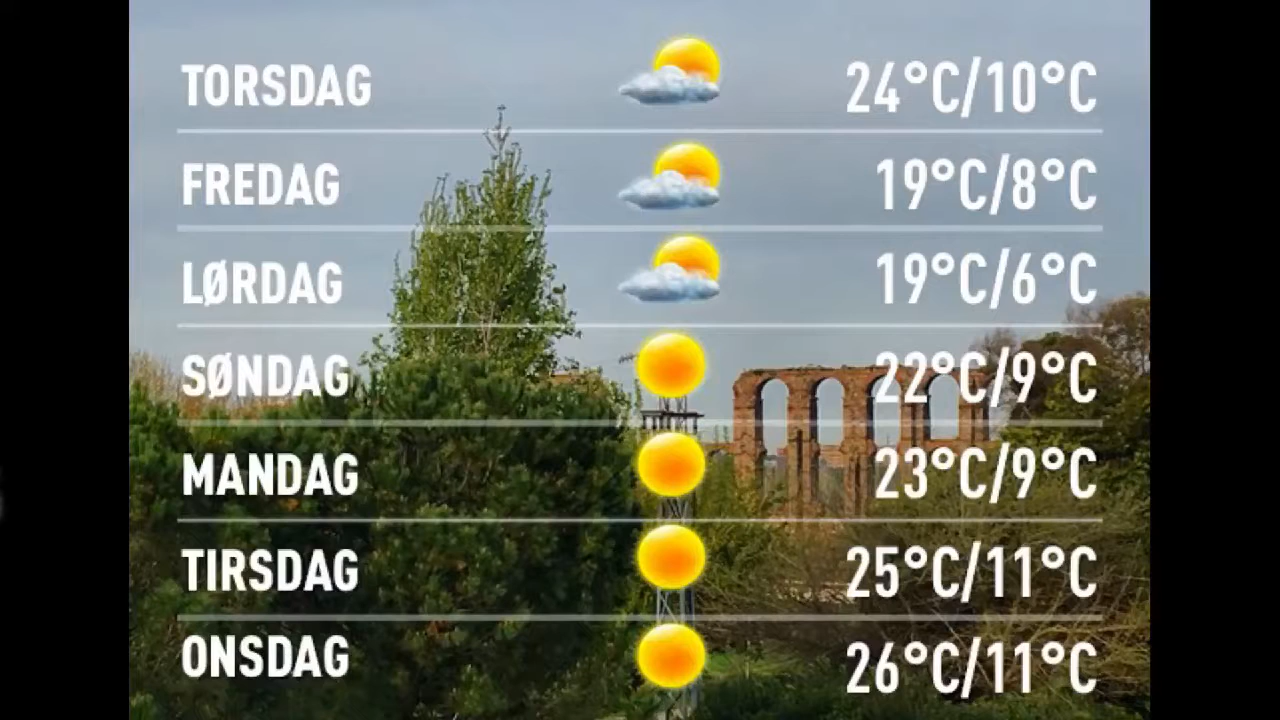 TORSDAG 24°C/10°C
FREDAG 19°C/8°C
LØRDAG 19°C/6°C
SØNDAG 22°C/9°C
MANDAG 23°C/9°C
TIRSDAG 25°C/11°C
ONSDAG 26°C/11°C